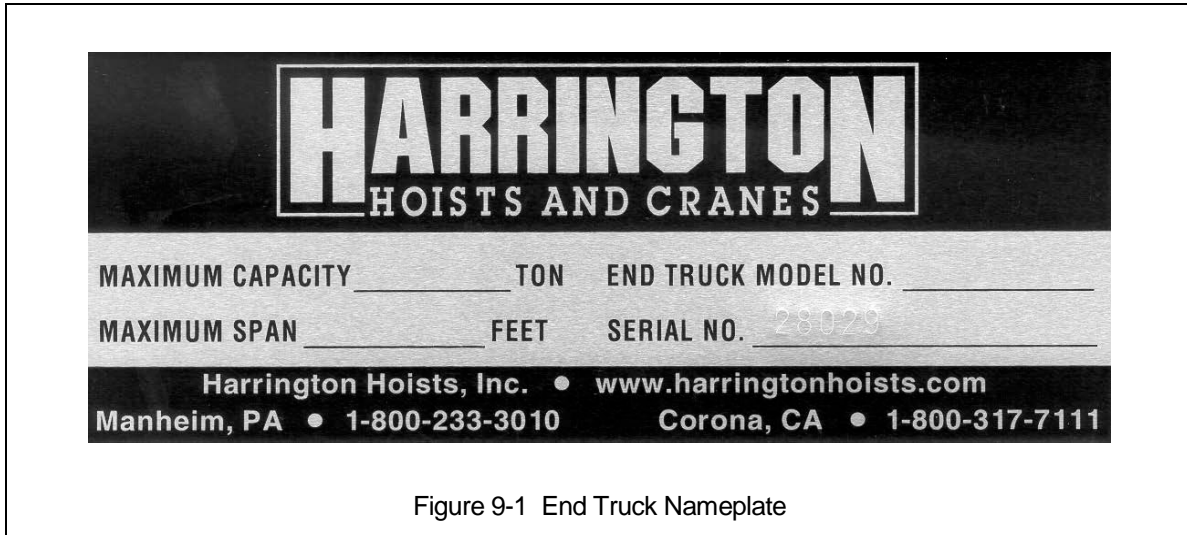 HARRINGTON
HOISTS AND CRANES
MAXIMUM CAPACITY TON END TRUCK MODEL NO.
MAXIMUM SPAN FEET SERIAL NO. 28029
Harrington Hoists, Inc. • www.harringtonhoists.com
Manheim, PA • 1-800-233-3010 Corona, CA • 1-800-317-7111
Figure 9-1 End Truck Nameplate